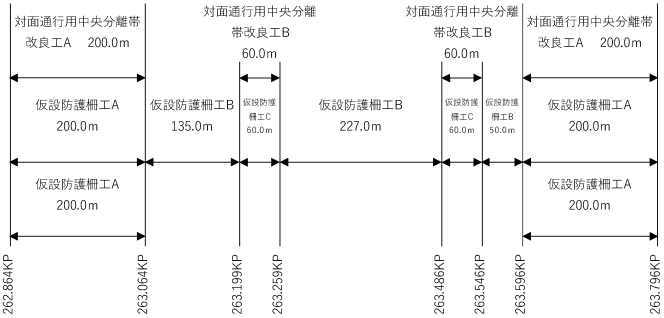 対面通行用中央分離帯
改良工A 200.0m
対面通行用中央分離
帯改良工B
60.0m
対面通行用中央分離
帯改良工B
60.0m
対面通行用中央分離帯
改良工A 200.0m
仮設防護柵工A
200.0m
仮設防護柵工B
135.0m
仮設防護
柵工C
60.0m
仮設防護柵工B
227.0m
仮設防護
柵工C
60.0m
仮設防護
柵工B
50.0m
仮設防護柵工A
200.0m
仮設防護柵工A
200.0m
仮設防護柵工A
200.0m
262.864KP
263.064KP
263.199KP
263.259KP
263.486KP
263.546KP
263.596KP
263.796KP